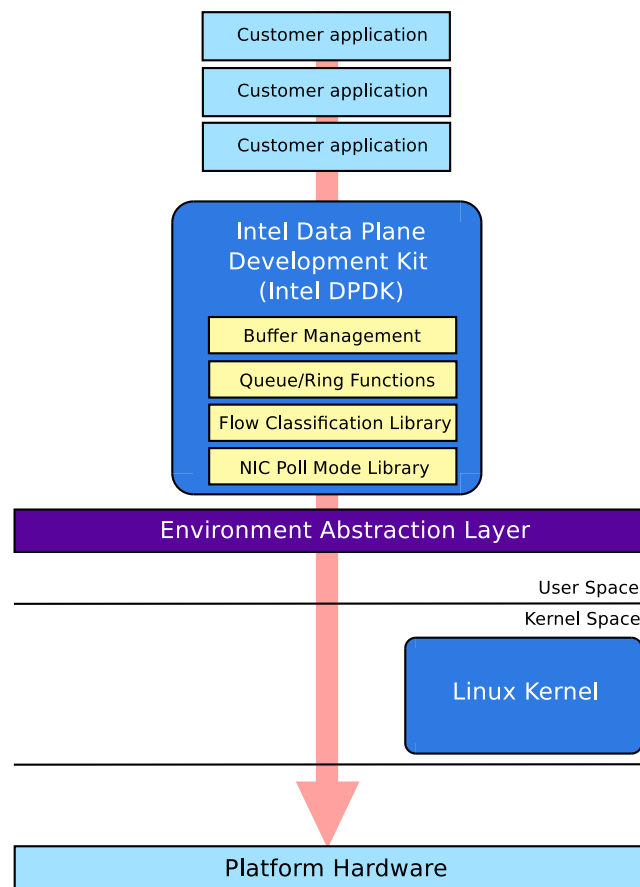 Customer application
Customer application
Customer application
Intel Data Plane
Development Kit
(Intel DPDK)
Buffer Management
Queue/Ring Functions
Flow Classification Library
NIC Poll Mode Library
Environment Abstraction Layer
User Space
Kernel Space
Linux Kernel
Platform Hardware